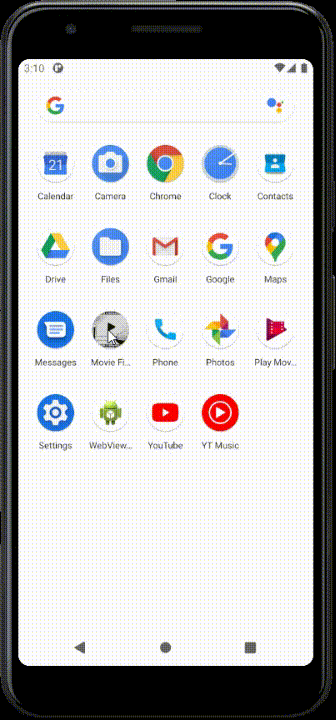 3:10
Calendar Camera Chrome Clock Contacts
21
Drive Files Gmail Google Maps
Messages Movie Fi... Phone Photos Play Mov...
Settings WebView... YouTube YT Music